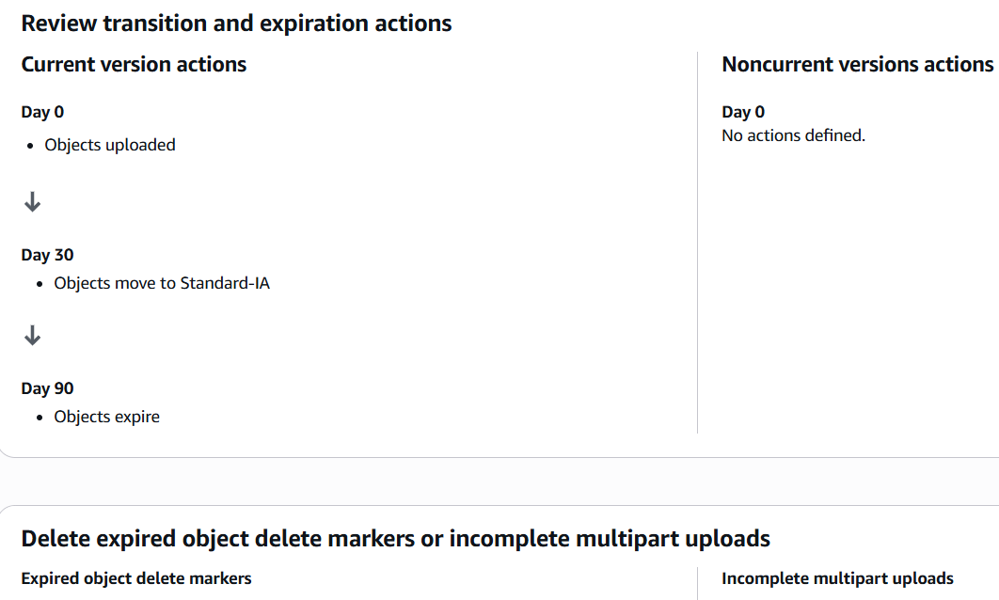 Review transition and expiration actions
Current version actions
Day 0
Objects uploaded
Day 30
Objects move to Standard-IA
Day 90
Objects expire
Noncurrent versions actions
Day 0
No actions defined.
Delete expired object delete markers or incomplete multipart uploads
Expired object delete markers
Incomplete multipart uploads